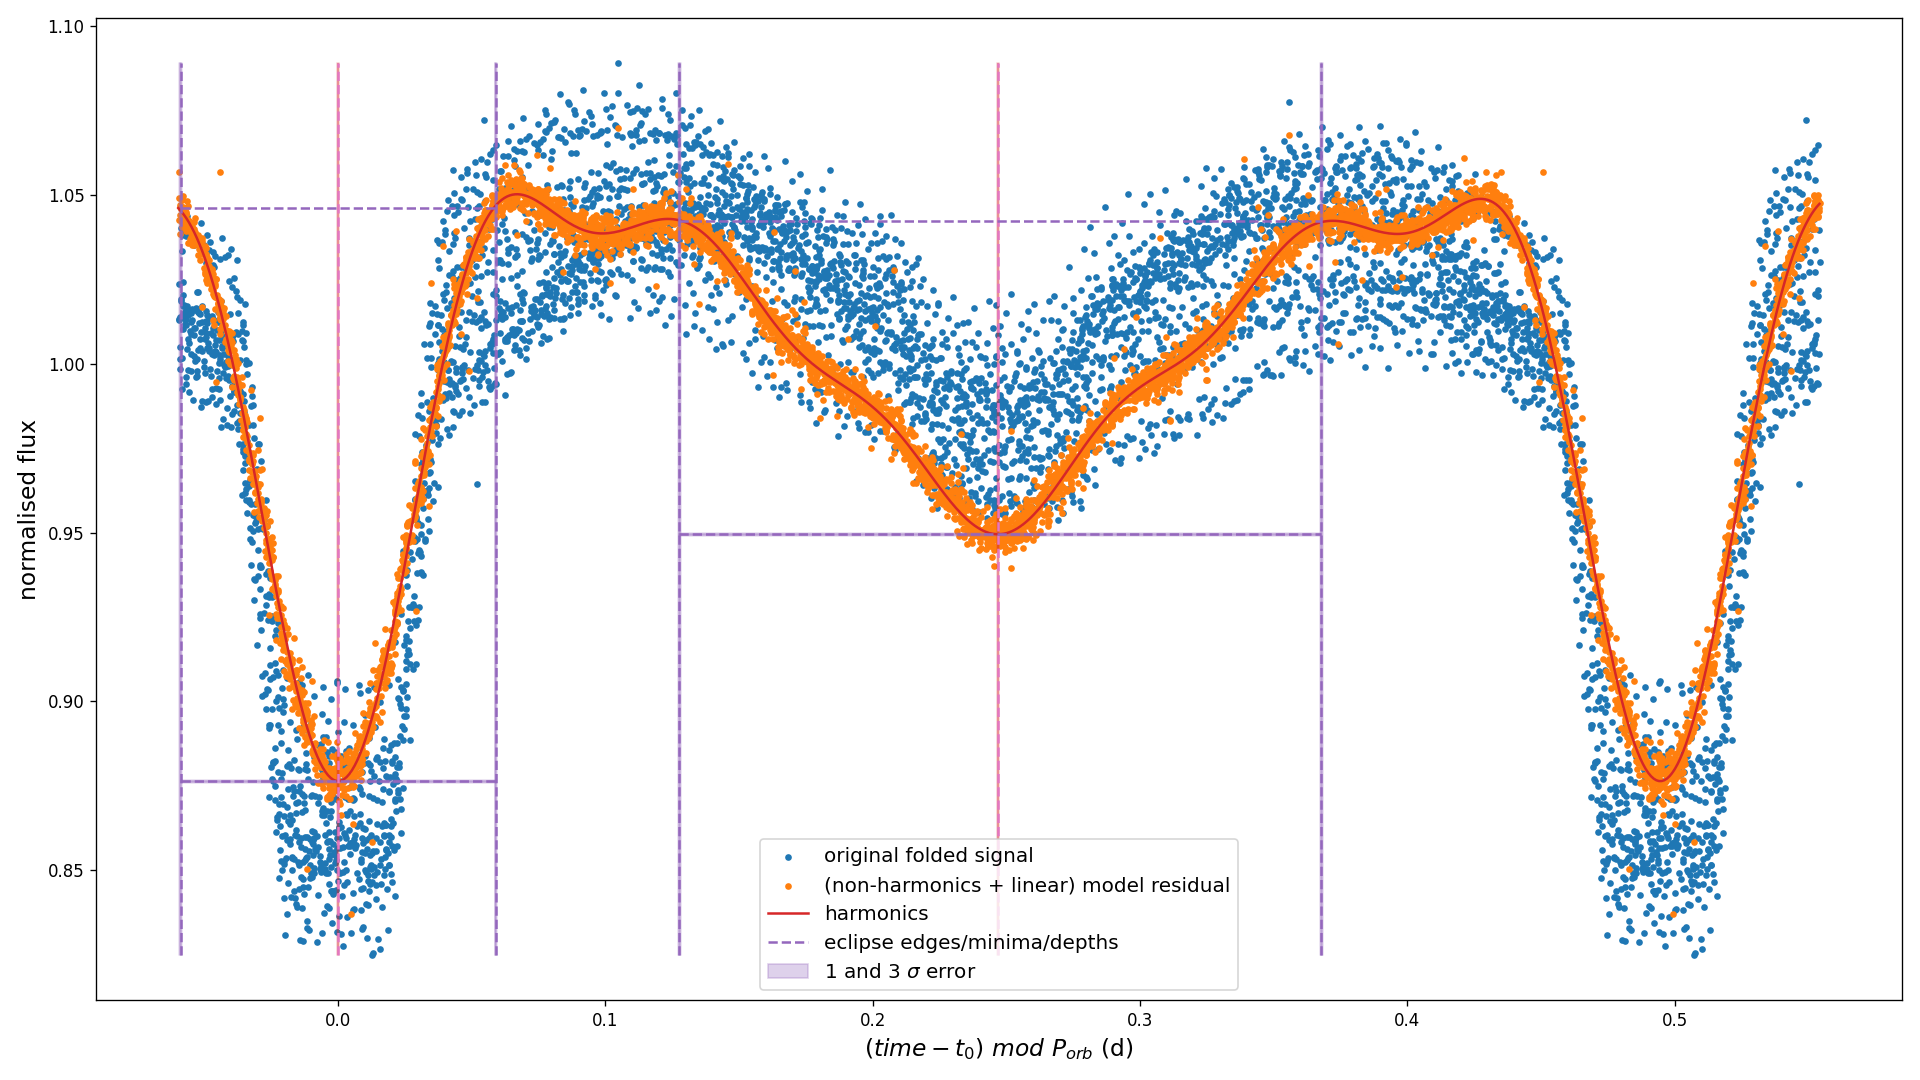 1.10
1.05
1.00
0.95
0.90
0.85
normalised flux
original folded signal
(non-harmonics + linear) model residual
harmonics
eclipse edges/minima/depths
1 and 3 σ error
0.0 0.1 0.2 0.3 0.4 0.5
(time − t₀) mod P_orb (d)